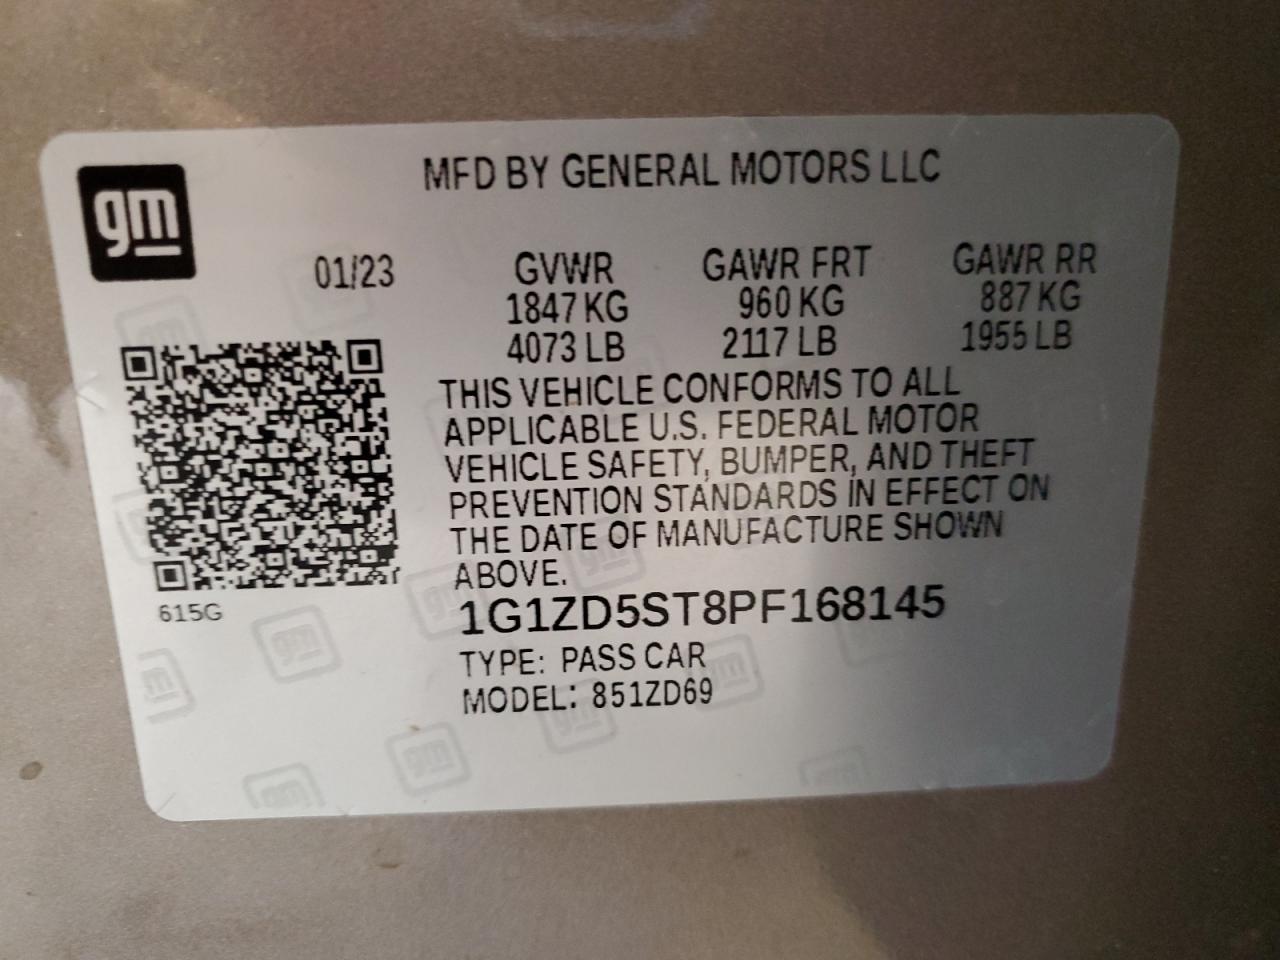 gm
MFD BY GENERAL MOTORS LLC
01/23 GVWR GAWR FRT GAWR RR
1847 KG 960 KG 887 KG
4073 LB 2117 LB 1955 LB
THIS VEHICLE CONFORMS TO ALL
APPLICABLE U.S. FEDERAL MOTOR
VEHICLE SAFETY, BUMPER, AND THEFT
PREVENTION STANDARDS IN EFFECT ON
THE DATE OF MANUFACTURE SHOWN
ABOVE.
615G
1G1ZD5ST8PF168145
TYPE: PASS CAR
MODEL: 851ZD69